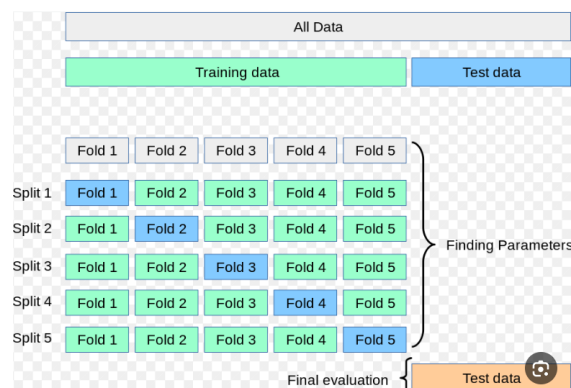 All Data
Training data Test data
Fold 1 Fold 2 Fold 3 Fold 4 Fold 5
Split 1 Fold 1 Fold 2 Fold 3 Fold 4 Fold 5
Split 2 Fold 1 Fold 2 Fold 3 Fold 4 Fold 5
Finding Parameters
Split 3 Fold 1 Fold 2 Fold 3 Fold 4 Fold 5
Split 4 Fold 1 Fold 2 Fold 3 Fold 4 Fold 5
Split 5 Fold 1 Fold 2 Fold 3 Fold 4 Fold 5
Final evaluation Test data